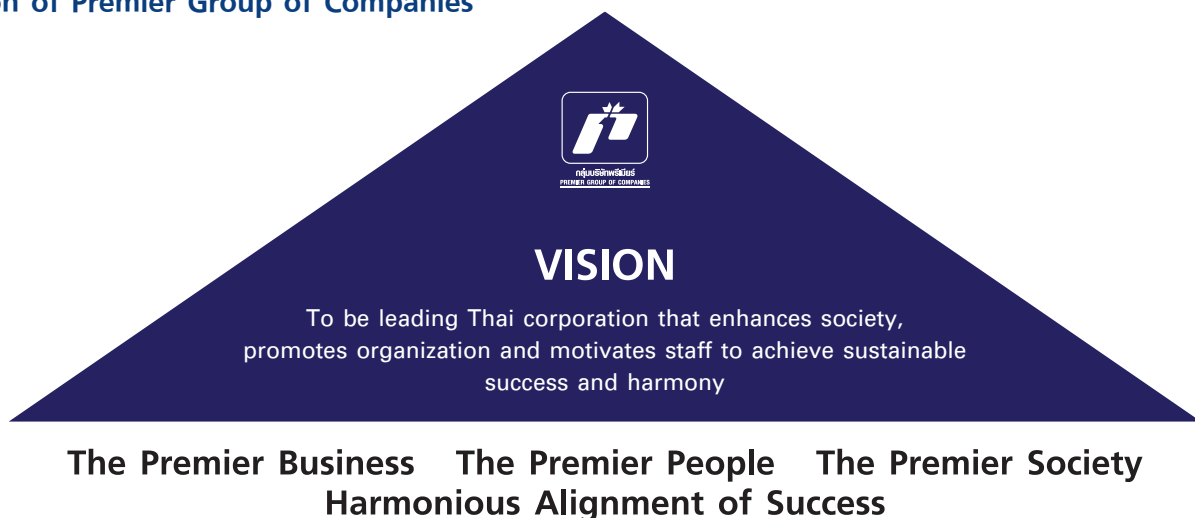 of Premier Group of Companies
กลุ่มบริษัทพรีเมียร์
PREMIER GROUP OF COMPANIES
VISION
To be leading Thai corporation that enhances society,
promotes organization and motivates staff to achieve sustainable
success and harmony
The Premier Business The Premier People The Premier Society
Harmonious Alignment of Success